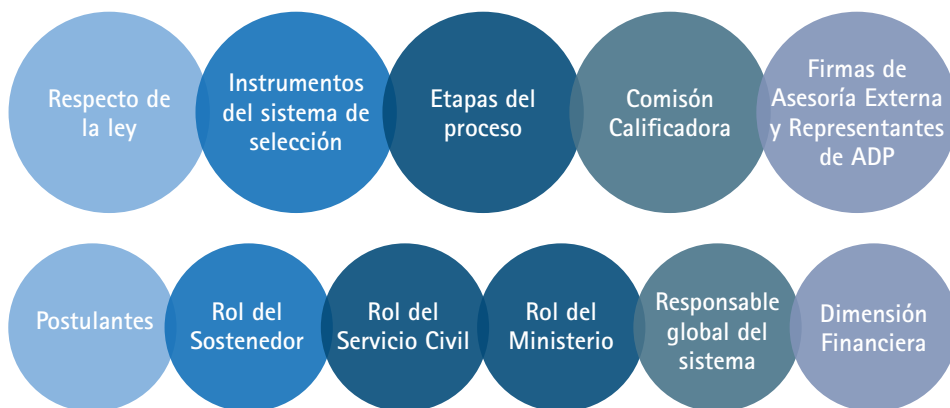 Respecto de
la ley
Instrumentos
del sistema de
selección
Etapas del
proceso
Comisón
Calificadora
Firmas de
Asesoría Externa
y Representantes
de ADP
Postulantes
Rol del
Sostenedor
Rol del
Servicio Civil
Rol del
Ministerio
Responsable
global del
sistema
Dimensión
Financiera